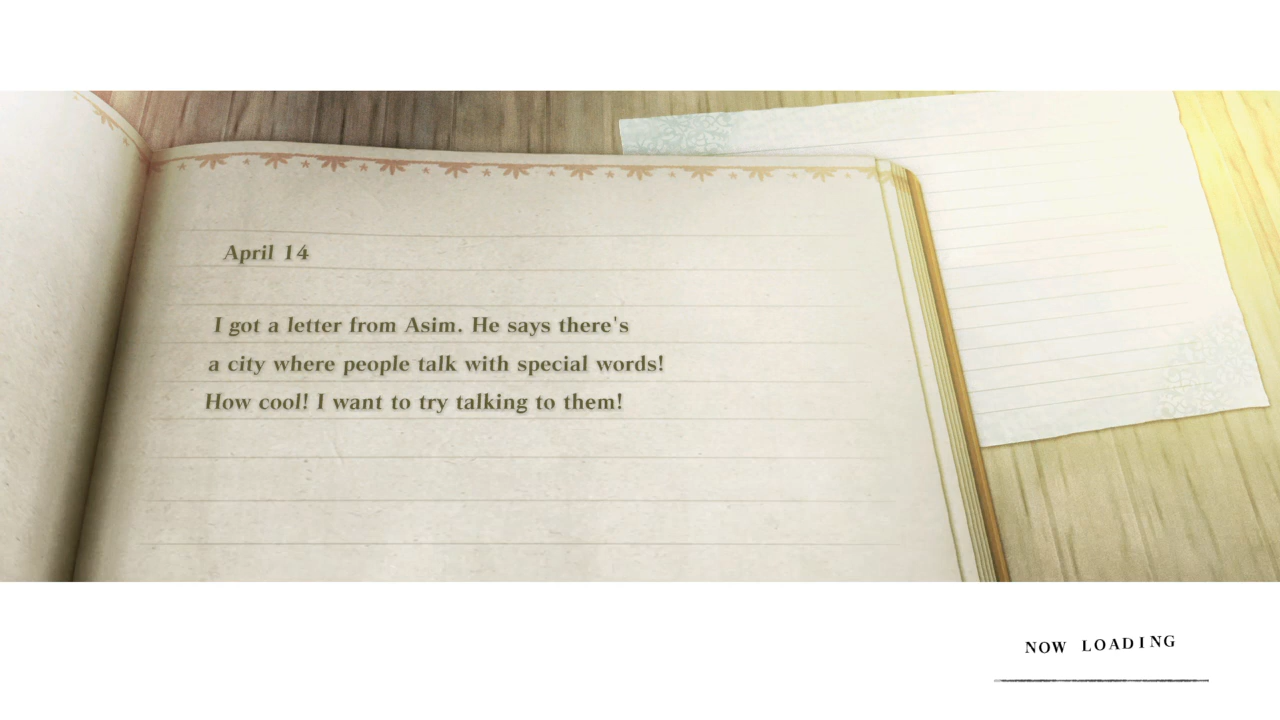 April 14
I got a letter from Asim. He says there's
a city where people talk with special words!
How cool! I want to try talking to them!
NOW LOADING